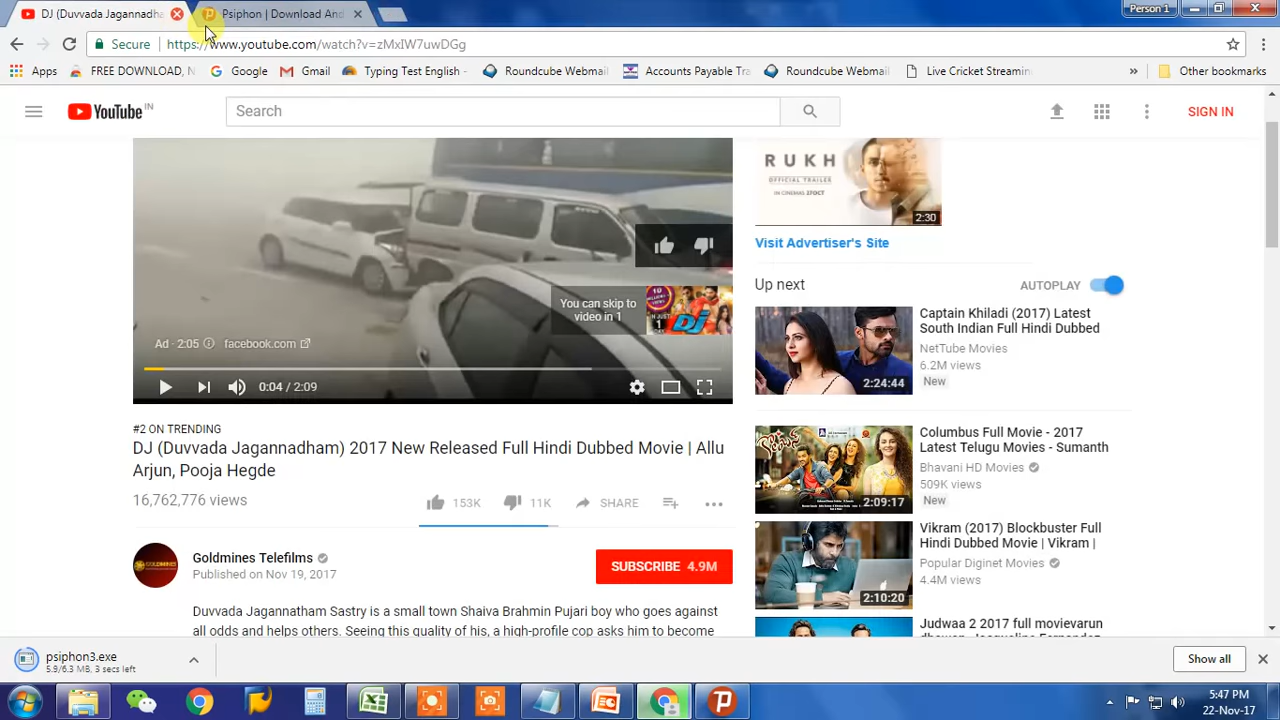 DJ (Duvvada Jagannadha
Psiphon | Download And
Person 1
Secure
https://www.youtube.com/watch?v=zMxIW7uwDGg
Apps
FREE DOWNLOAD, N
Google
Gmail
Typing Test English -
Roundcube Webmail
Accounts Payable Tra
Roundcube Webmail
Live Cricket Streamin
»
Other bookmarks
YouTube IN
Search
SIGN IN
RUKH
OFFICIAL TRAILER
IN CINEMAS 27OCT
2:30
Visit Advertiser's Site
You can skip to
video in 1
DJ
Ad · 2:05
facebook.com
0:04 / 2:09
Up next
AUTOPLAY
Captain Khiladi (2017) Latest
South Indian Full Hindi Dubbed
NetTube Movies
6.2M views
New
2:24:44
#2 ON TRENDING
DJ (Duvvada Jagannadham) 2017 New Released Full Hindi Dubbed Movie | Allu
Arjun, Pooja Hegde
16,762,776 views
153K
11K
SHARE
Columbus Full Movie - 2017
Latest Telugu Movies - Sumanth
Bhavani HD Movies
509K views
New
2:09:17
Goldmines Telefilms
Published on Nov 19, 2017
SUBSCRIBE 4.9M
Vikram (2017) Blockbuster Full
Hindi Dubbed Movie | Vikram |
Popular Diginet Movies
4.4M views
2:10:20
Duvvada Jagannatham Sastry is a small town Shaiva Brahmin Pujari boy who goes against
all odds and helps others. Seeing this quality of his, a high-profile cop asks him to become
Judwaa 2 2017 full movievarun
psiphon3.exe
5.9/6.3 MB, 3 secs left
Show all
5:47 PM
22-Nov-17